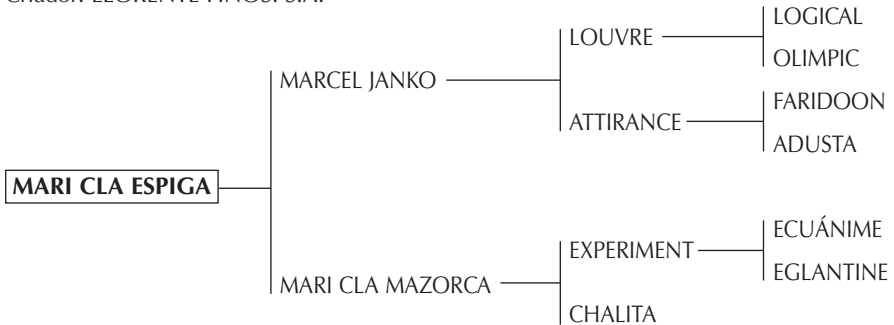 LOGICAL
LOUVRE
OLIMPIC
MARCEL JANKO
FARIDOON
ATTIRANCE
ADUSTA
MARI CLA ESPIGA
ECUÁNIME
EXPERIMENT
EGLANTINE
MARI CLA MAZORCA
CHALITA